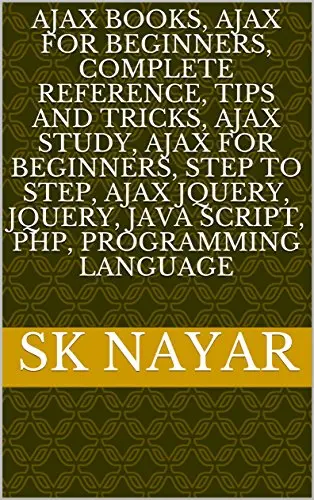 AJAX BOOKS, AJAX
FOR BEGINNERS,
COMPLETE
REFERENCE, TIPS
AND TRICKS, AJAX
STUDY, AJAX FOR
BEGINNERS, STEP TO
STEP, AJAX JQUERY,
JQUERY, JAVA SCRIPT,
PHP, PROGRAMMING
LANGUAGE
SK NAYAR